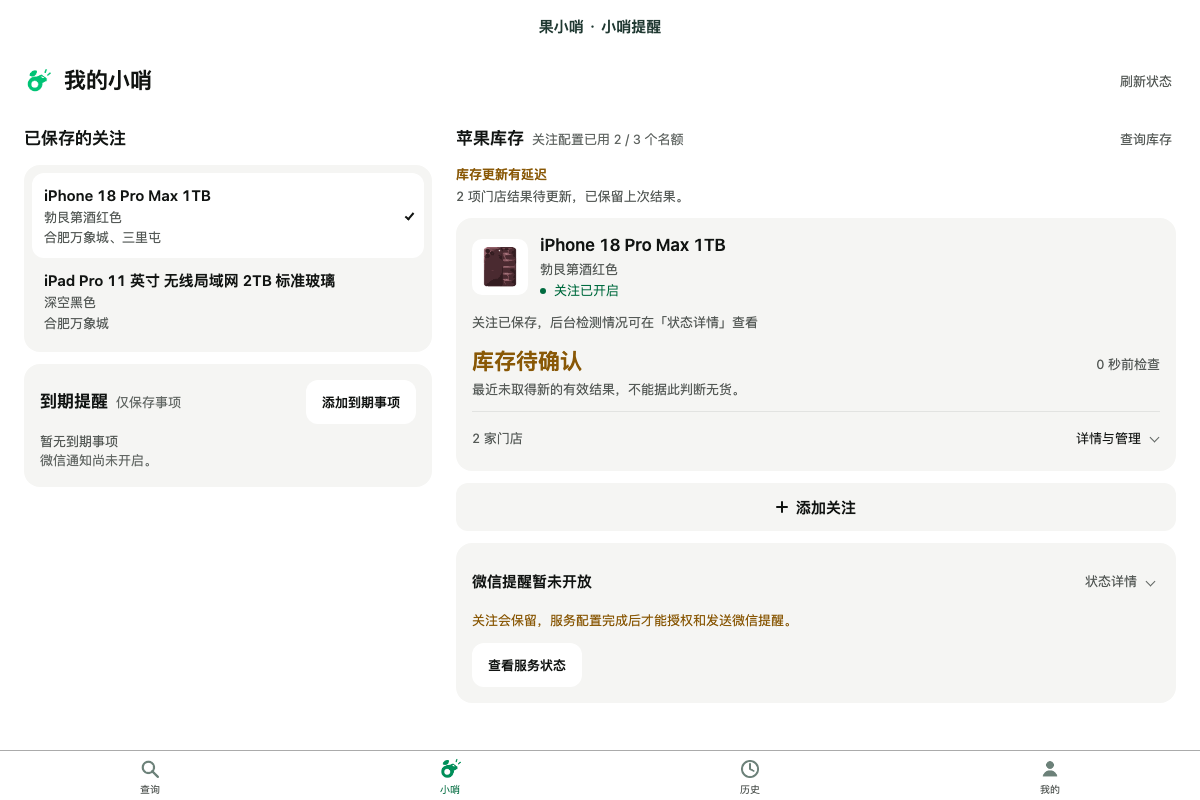 果小哨 · 小哨提醒
我的小哨
刷新状态
已保存的关注
iPhone 18 Pro Max 1TB
勃艮第酒红色
合肥万象城、三里屯
iPad Pro 11 英寸 无线局域网 2TB 标准玻璃
深空黑色
合肥万象城
到期提醒 仅保存事项
添加到期事项
暂无到期事项
微信通知尚未开启。
苹果库存 关注配置已用 2 / 3 个名额
查询库存
库存更新有延迟
2 项门店结果待更新，已保留上次结果。
iPhone 18 Pro Max 1TB
勃艮第酒红色
关注已开启
关注已保存，后台检测情况可在「状态详情」查看
库存待确认
0 秒前检查
最近未取得新的有效结果，不能据此判断无货。
2 家门店
详情与管理
添加关注
微信提醒暂未开放
状态详情
关注会保留，服务配置完成后才能授权和发送微信提醒。
查看服务状态
查询
小哨
历史
我的